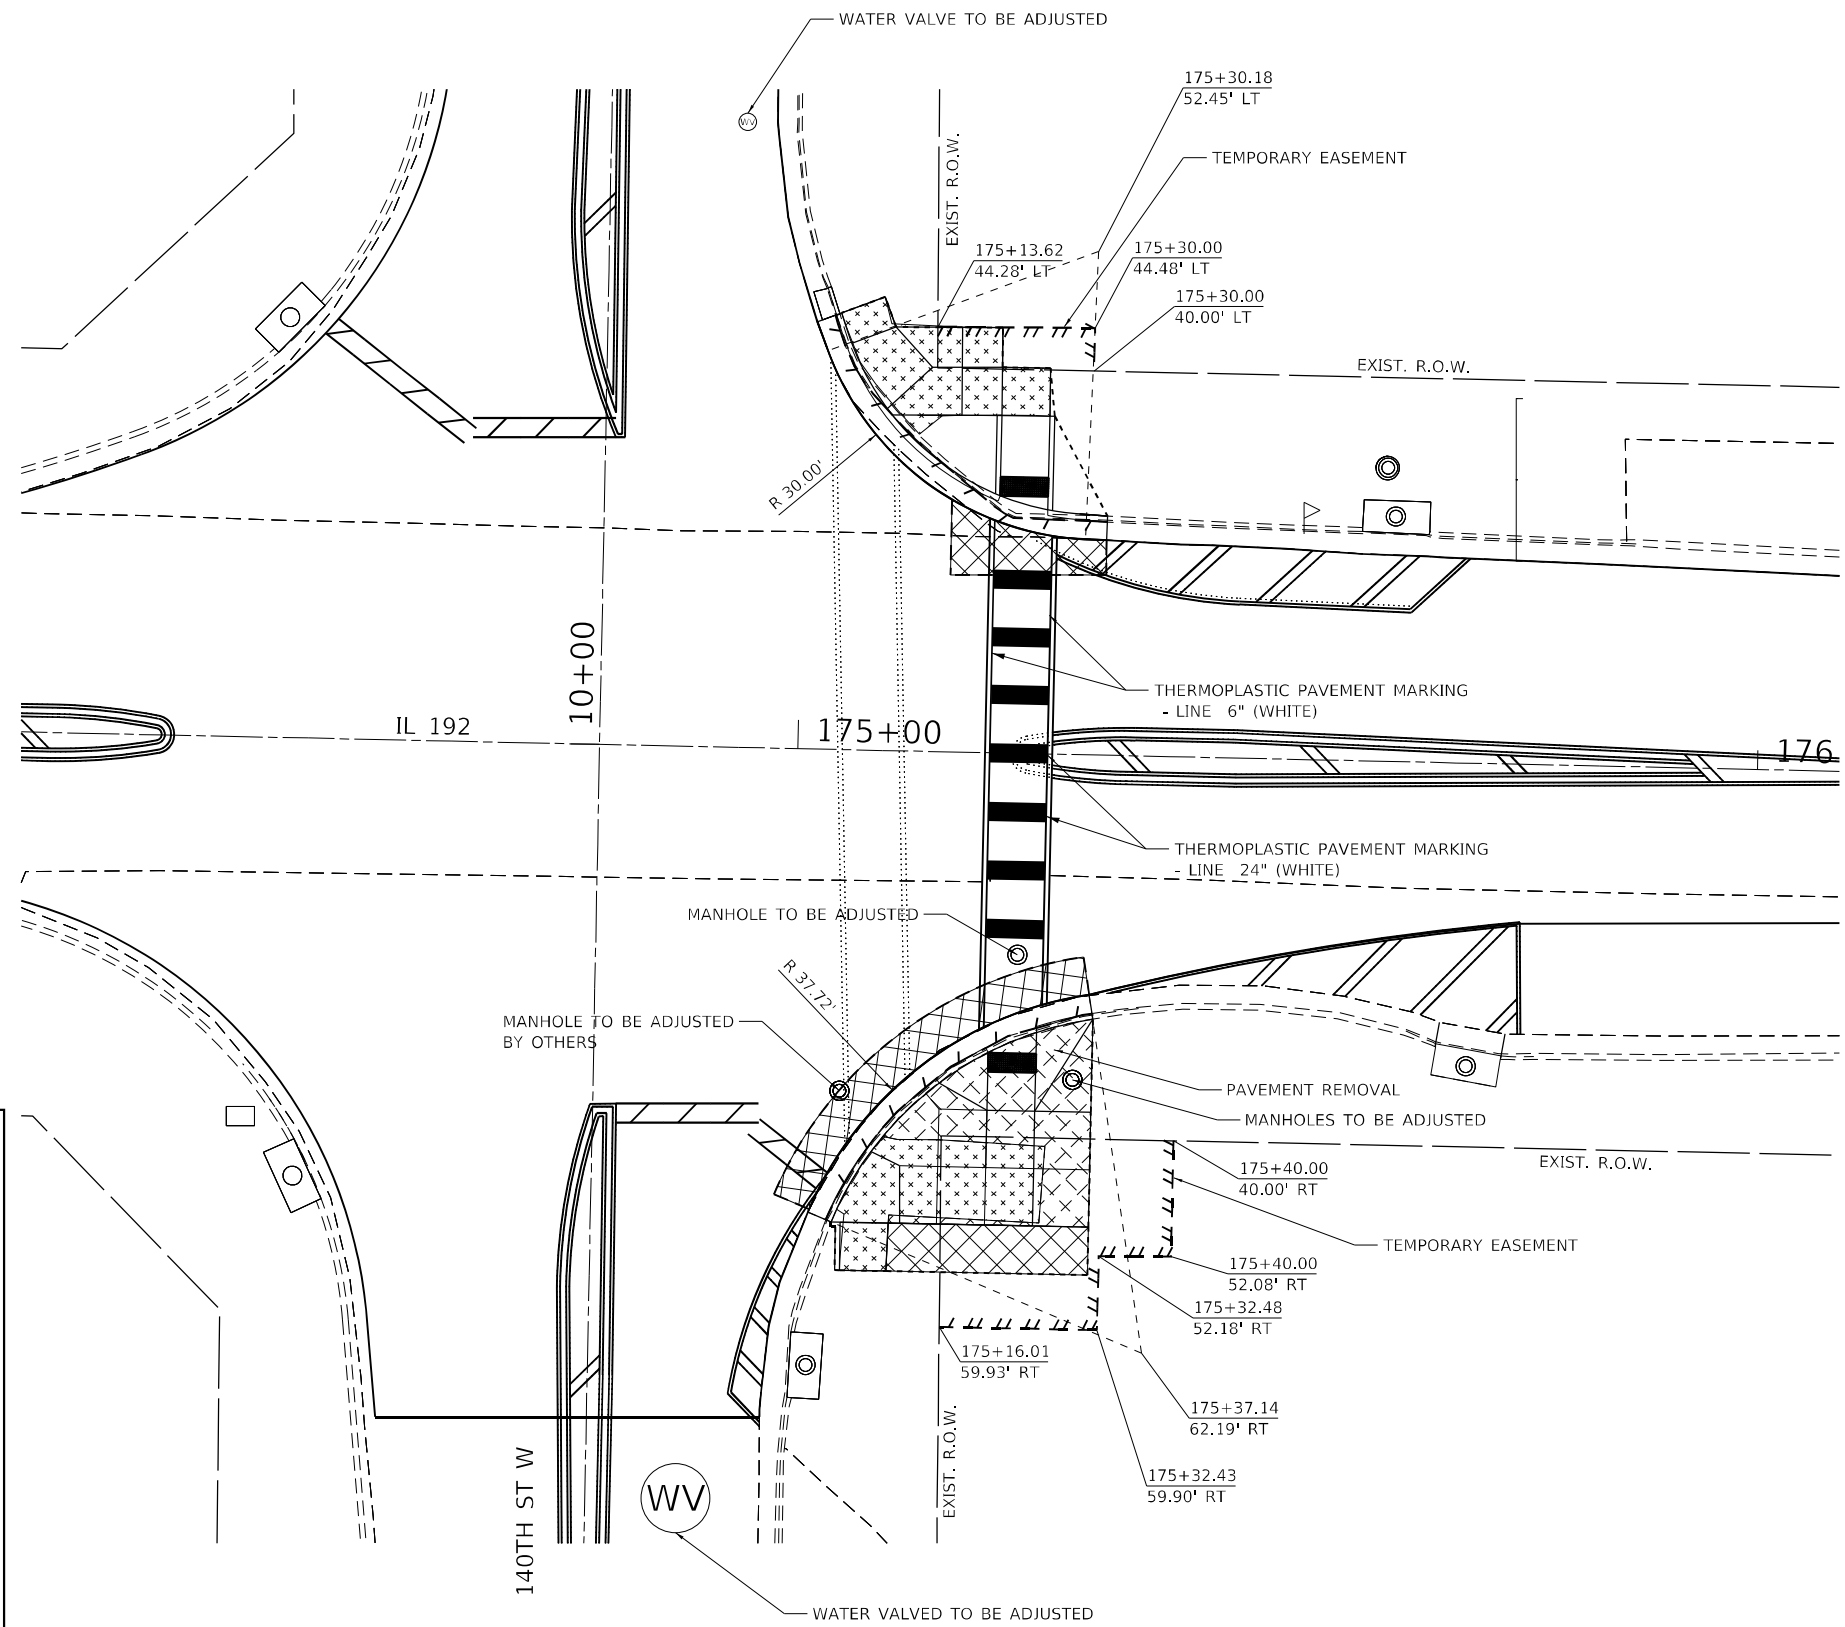 WATER VALVE TO BE ADJUSTED
175+30.18
52.45' LT
WV
TEMPORARY EASEMENT
EXIST. R.O.W.
175+13.62
44.28' LT
175+30.00
44.48' LT
175+30.00
40.00' LT
EXIST. R.O.W.
R 30.00'
10+00
THERMOPLASTIC PAVEMENT MARKING
- LINE 6" (WHITE)
IL 192
175+00
176
THERMOPLASTIC PAVEMENT MARKING
- LINE 24" (WHITE)
MANHOLE TO BE ADJUSTED
R 37.72'
MANHOLE TO BE ADJUSTED
BY OTHERS
PAVEMENT REMOVAL
MANHOLES TO BE ADJUSTED
EXIST. R.O.W.
175+40.00
40.00' RT
TEMPORARY EASEMENT
175+40.00
52.08' RT
175+32.48
52.18' RT
175+16.01
59.93' RT
175+37.14
62.19' RT
EXIST. R.O.W.
175+32.43
59.90' RT
140TH ST W
WV
WATER VALVED TO BE ADJUSTED